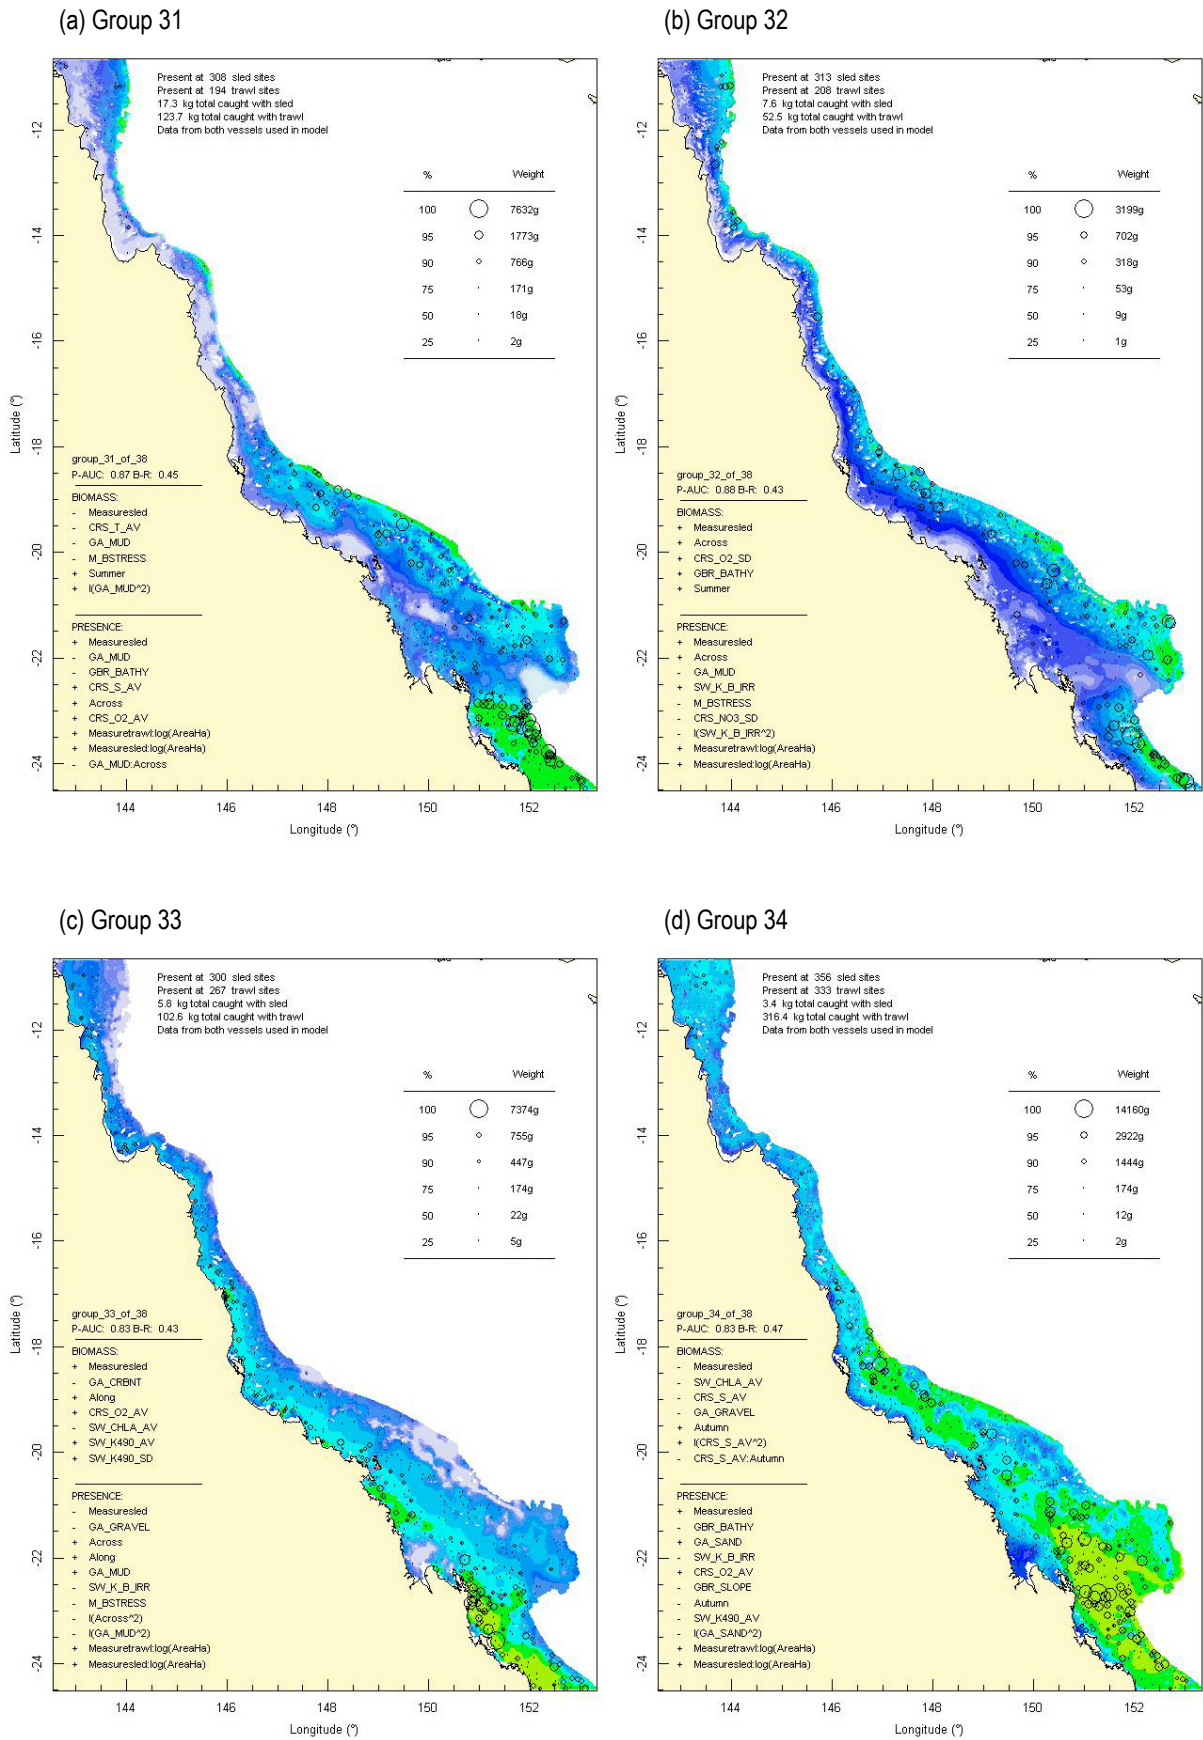 (a) Group 31
Present at 308 sled sites
Present at 194 trawl sites
17.3 kg total caught with sled
123.7 kg total caught with trawl
Data from both vessels used in model
% Weight
100 7632g
95 1773g
90 766g
75 171g
50 18g
25 2g
group_31_of_38
P-AUC: 0.87 B-R: 0.45
BIOMASS:
- Measuresled
- CRS_T_AV
- GA_MUD
- M_BSTRESS
+ Summer
+ I(GA_MUD^2)
PRESENCE:
+ Measuresled
- GA_MUD
- GBR_BATHY
+ CRS_S_AV
+ Across
+ CRS_O2_AV
+ Measuretrawl:log(AreaHa)
+ Measuresled:log(AreaHa)
- GA_MUD:Across
Latitude (°)
-12
-14
-16
-18
-20
-22
-24
144 146 148 150 152
Longitude (°)
(b) Group 32
Present at 313 sled sites
Present at 208 trawl sites
7.6 kg total caught with sled
52.5 kg total caught with trawl
Data from both vessels used in model
% Weight
100 3199g
95 702g
90 318g
75 53g
50 9g
25 1g
group_32_of_38
P-AUC: 0.88 B-R: 0.43
BIOMASS:
+ Measuresled
+ Across
+ CRS_O2_SD
+ GBR_BATHY
+ Summer
PRESENCE:
+ Measuresled
+ Across
- GA_MUD
+ SW_K_B_IRR
- M_BSTRESS
- CRS_NO3_SD
- I(SW_K_B_IRR^2)
+ Measuretrawl:log(AreaHa)
+ Measuresled:log(AreaHa)
Latitude (°)
-12
-14
-16
-18
-20
-22
-24
144 146 148 150 152
Longitude (°)
(c) Group 33
Present at 300 sled sites
Present at 267 trawl sites
5.8 kg total caught with sled
102.6 kg total caught with trawl
Data from both vessels used in model
% Weight
100 7374g
95 755g
90 447g
75 174g
50 22g
25 5g
group_33_of_38
P-AUC: 0.83 B-R: 0.43
BIOMASS:
+ Measuresled
- GA_CRBNT
+ Along
+ CRS_O2_AV
- SW_CHLA_AV
+ SW_K490_AV
+ SW_K490_SD
PRESENCE:
- Measuresled
- GA_GRAVEL
+ Across
+ Along
+ GA_MUD
- SW_K_B_IRR
- M_BSTRESS
- I(Across^2)
- I(GA_MUD^2)
+ Measuretrawl:log(AreaHa)
+ Measuresled:log(AreaHa)
Latitude (°)
-12
-14
-16
-18
-20
-22
-24
144 146 148 150 152
Longitude (°)
(d) Group 34
Present at 356 sled sites
Present at 333 trawl sites
3.4 kg total caught with sled
316.4 kg total caught with trawl
Data from both vessels used in model
% Weight
100 14160g
95 2922g
90 1444g
75 174g
50 12g
25 2g
group_34_of_38
P-AUC: 0.83 B-R: 0.47
BIOMASS:
- Measuresled
- SW_CHLA_AV
- CRS_S_AV
- GA_GRAVEL
+ Autumn
+ I(CRS_S_AV^2)
- CRS_S_AV:Autumn
PRESENCE:
+ Measuresled
- GBR_BATHY
+ GA_SAND
- SW_K_B_IRR
+ CRS_O2_AV
- GBR_SLOPE
- Autumn
- SW_K490_AV
- I(GA_SAND^2)
+ Measuretrawl:log(AreaHa)
+ Measuresled:log(AreaHa)
Latitude (°)
-12
-14
-16
-18
-20
-22
-24
144 146 148 150 152
Longitude (°)